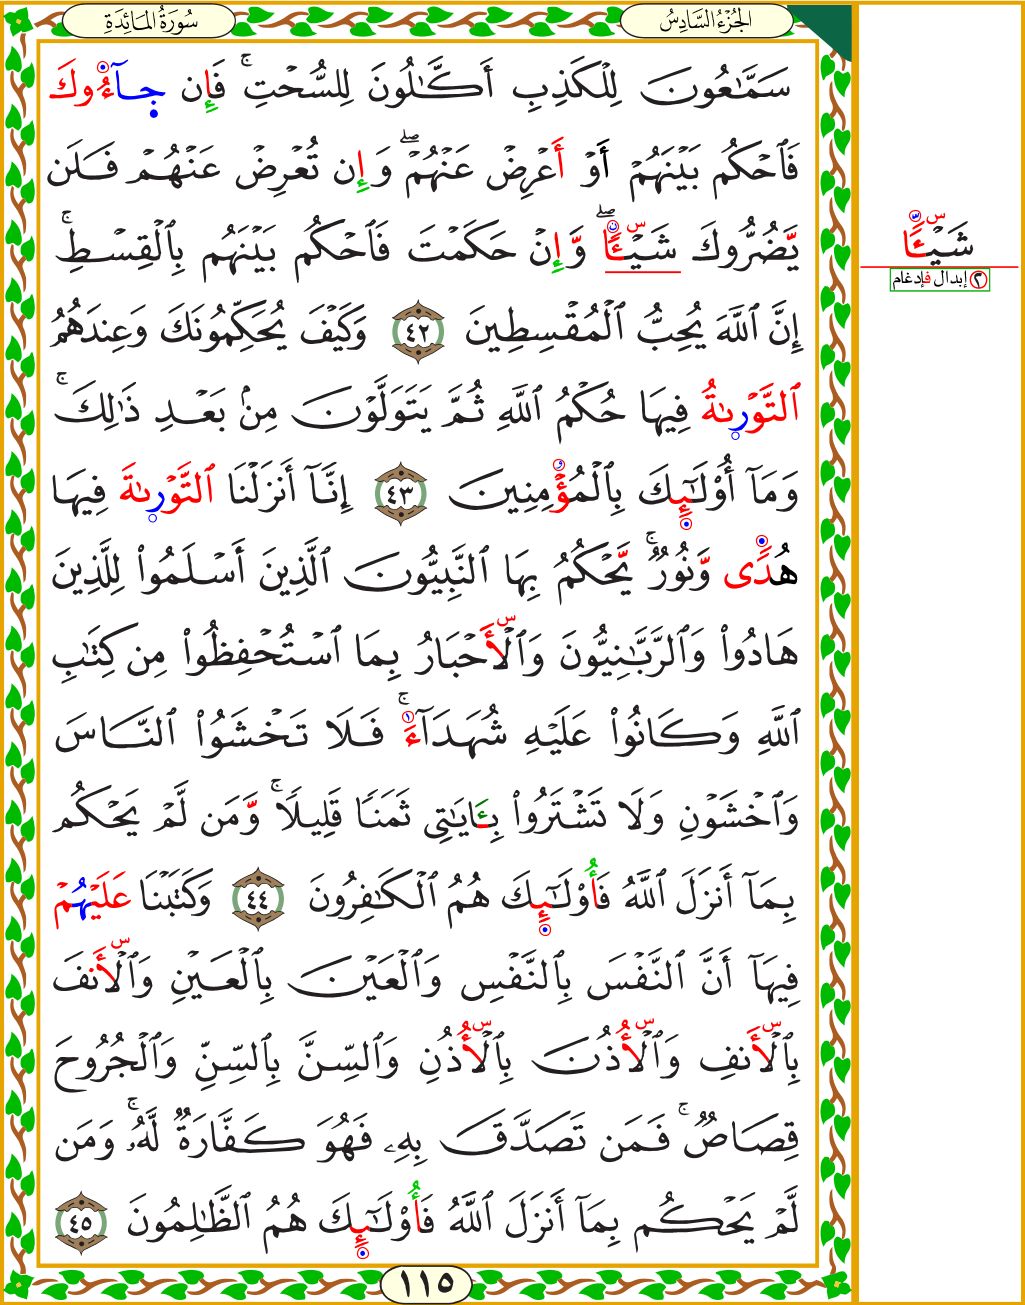 الجُزْءُ السَّادِسُ
سُورَةُ المَائِدَةِ
سَمَّٰعُونَ لِلْكَذِبِ أَكَّٰلُونَ لِلسُّحْتِ ۚ فَإِن جَآءُوكَ
فَٱحْكُم بَيْنَهُمْ أَوْ أَعْرِضْ عَنْهُمْ ۖ وَإِن تُعْرِضْ عَنْهُمْ فَلَن
يَّضُرُّوكَ شَيْـًٔا ۖ وَّإِنْ حَكَمْتَ فَٱحْكُم بَيْنَهُم بِٱلْقِسْطِ ۚ
إِنَّ ٱللَّهَ يُحِبُّ ٱلْمُقْسِطِينَ ٤٢ وَكَيْفَ يُحَكِّمُونَكَ وَعِندَهُمُ
ٱلتَّوْرَىٰةُ فِيهَا حُكْمُ ٱللَّهِ ثُمَّ يَتَوَلَّوْنَ مِنۢ بَعْدِ ذَٰلِكَ ۚ
وَمَآ أُوْلَـٰٓئِكَ بِٱلْمُؤْمِنِينَ ٤٣ إِنَّآ أَنزَلْنَا ٱلتَّوْرَىٰةَ فِيهَا
هُدًى وَّنُورٌ ۚ يَّحْكُمُ بِهَا ٱلنَّبِيُّونَ ٱلَّذِينَ أَسْلَمُوا۟ لِلَّذِينَ
هَادُوا۟ وَٱلرَّبَّـٰنِيُّونَ وَٱلْأَحْبَارُ بِمَا ٱسْتُحْفِظُوا۟ مِن كِتَـٰبِ
ٱللَّهِ وَكَانُوا۟ عَلَيْهِ شُهَدَآءَ ۚ فَلَا تَخْشَوُا۟ ٱلنَّاسَ
وَٱخْشَوْنِ وَلَا تَشْتَرُوا۟ بِـَٔايَـٰتِى ثَمَنًا قَلِيلًا ۚ وَّمَن لَّمْ يَحْكُم
بِمَآ أَنزَلَ ٱللَّهُ فَأُوْلَـٰٓئِكَ هُمُ ٱلْكَـٰفِرُونَ ٤٤ وَكَتَبْنَا عَلَيْهِمْ
فِيهَآ أَنَّ ٱلنَّفْسَ بِٱلنَّفْسِ وَٱلْعَيْنَ بِٱلْعَيْنِ وَٱلْأَنفَ
بِٱلْأَنفِ وَٱلْأُذُنَ بِٱلْأُذُنِ وَٱلسِّنَّ بِٱلسِّنِّ وَٱلْجُرُوحَ
قِصَاصٌ ۚ فَمَن تَصَدَّقَ بِهِۦ فَهُوَ كَفَّارَةٌ لَّهُۥ ۚ وَمَن
لَّمْ يَحْكُم بِمَآ أَنزَلَ ٱللَّهُ فَأُوْلَـٰٓئِكَ هُمُ ٱلظَّـٰلِمُونَ ٤٥
١١٥
شَيْـًٔا
٢ إبدال فإدغام